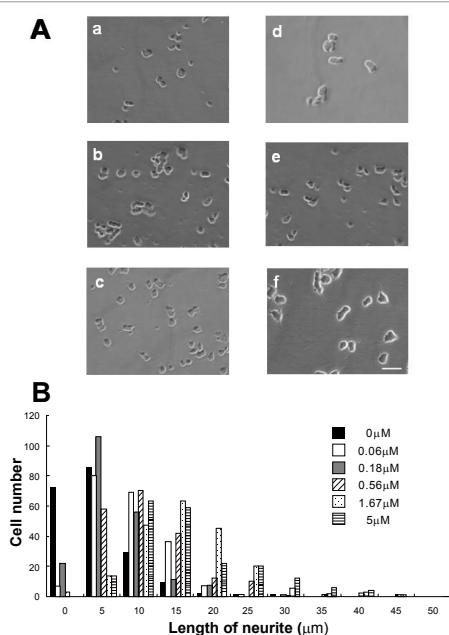 A
a
d
b
e
c
f
B
120
100
80
60
40
20
0
Cell number
0μM
0.06μM
0.18μM
0.56μM
1.67μM
5μM
0 5 10 15 20 25 30 35 40 45 50
Length of neurite (μm)